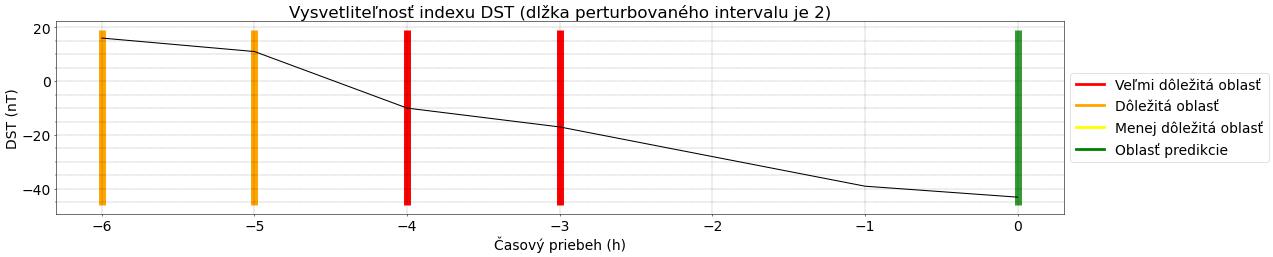 Vysvetliteľnosť indexu DST (dĺžka perturbovaného intervalu je 2)
DST (nT)
20
0
−20
−40
−6
−5
−4
−3
−2
−1
0
Časový priebeh (h)
Veľmi dôležitá oblasť
Dôležitá oblasť
Menej dôležitá oblasť
Oblasť predikcie